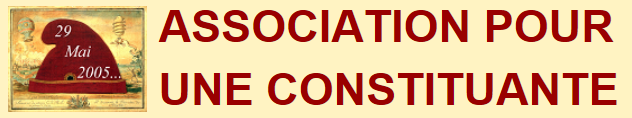 29
Mai
2005...
ASSOCIATION POUR
UNE CONSTITUANTE